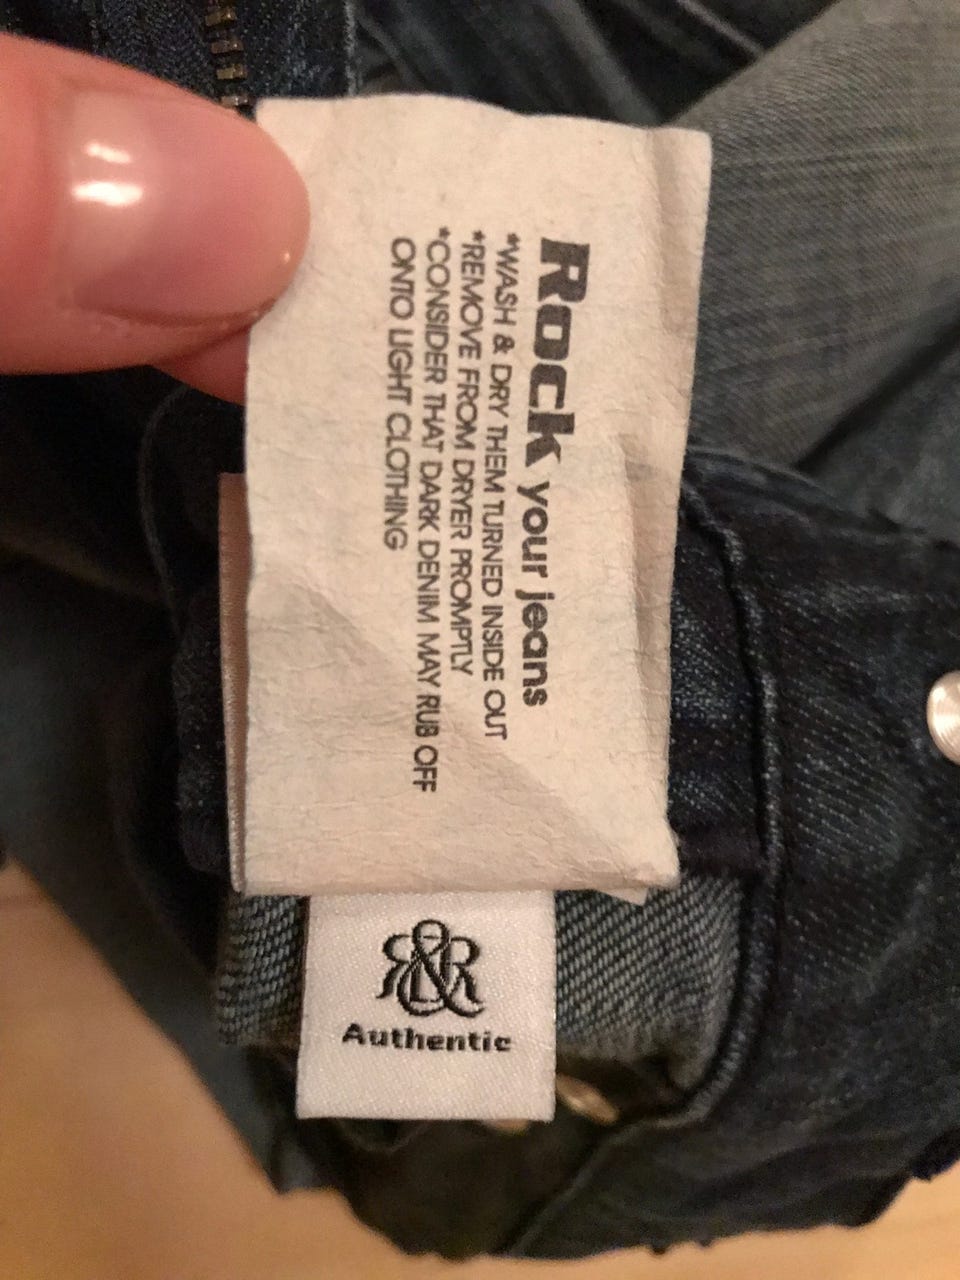 Rock your jeans
*WASH & DRY THEM TURNED INSIDE OUT
*REMOVE FROM DRYER PROMPTLY
*CONSIDER THAT DARK DENIM MAY RUB OFF
ONTO LIGHT CLOTHING
R&R
Authentic